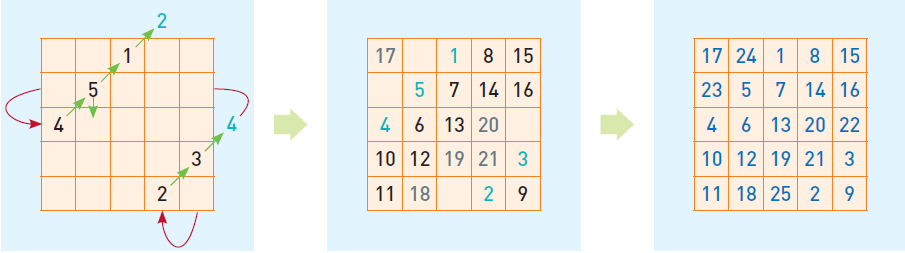 2
1
5
4 4
3
2
17 1 8 15
5 7 14 16
4 6 13 20
10 12 19 21 3
11 18 2 9
17 24 1 8 15
23 5 7 14 16
4 6 13 20 22
10 12 19 21 3
11 18 25 2 9